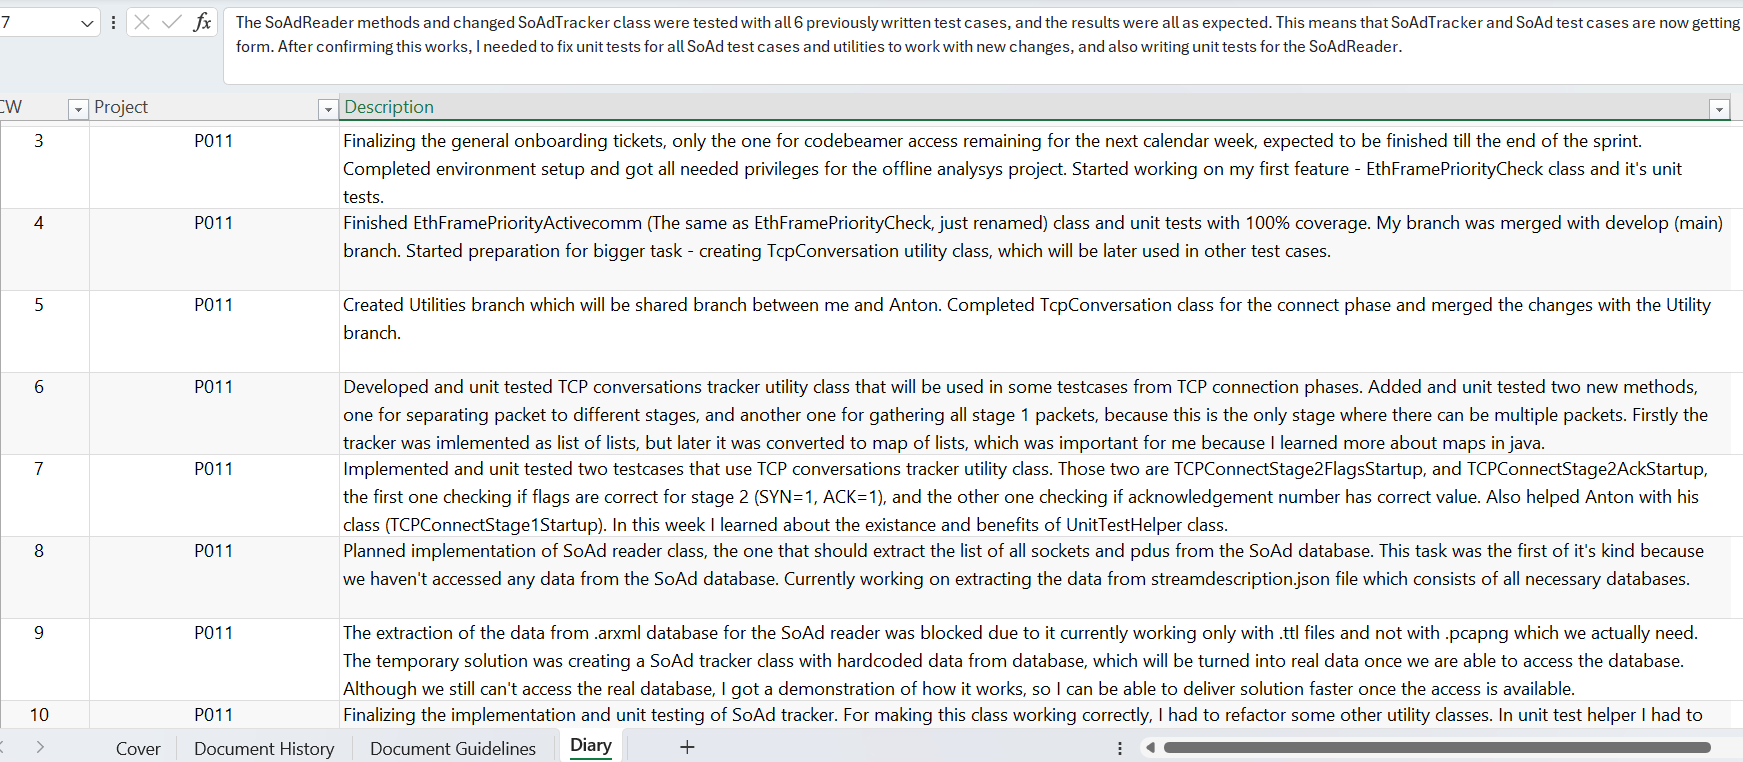 7
fx
The SoAdReader methods and changed SoAdTracker class were tested with all 6 previously written test cases, and the results were all as expected. This means that SoAdTracker and SoAd test cases are now getting
form. After confirming this works, I needed to fix unit tests for all SoAd test cases and utilities to work with new changes, and also writing unit tests for the SoAdReader.
CW Project Description
3 P011 Finalizing the general onboarding tickets, only the one for codebeamer access remaining for the next calendar week, expected to be finished till the end of the sprint.
Completed environment setup and got all needed privileges for the offline analysys project. Started working on my first feature - EthFramePriorityCheck class and it's unit
tests.
4 P011 Finished EthFramePriorityActivecomm (The same as EthFramePriorityCheck, just renamed) class and unit tests with 100% coverage. My branch was merged with develop (main)
branch. Started preparation for bigger task - creating TcpConversation utility class, which will be later used in other test cases.
5 P011 Created Utilities branch which will be shared branch between me and Anton. Completed TcpConversation class for the connect phase and merged the changes with the Utility
branch.
6 P011 Developed and unit tested TCP conversations tracker utility class that will be used in some testcases from TCP connection phases. Added and unit tested two new methods,
one for separating packet to different stages, and another one for gathering all stage 1 packets, because this is the only stage where there can be multiple packets. Firstly the
tracker was imlemented as list of lists, but later it was converted to map of lists, which was important for me because I learned more about maps in java.
7 P011 Implemented and unit tested two testcases that use TCP conversations tracker utility class. Those two are TCPConnectStage2FlagsStartup, and TCPConnectStage2AckStartup,
the first one checking if flags are correct for stage 2 (SYN=1, ACK=1), and the other one checking if acknowledgement number has correct value. Also helped Anton with his
class (TCPConnectStage1Startup). In this week I learned about the existance and benefits of UnitTestHelper class.
8 P011 Planned implementation of SoAd reader class, the one that should extract the list of all sockets and pdus from the SoAd database. This task was the first of it's kind because
we haven't accessed any data from the SoAd database. Currently working on extracting the data from streamdescription.json file which consists of all necessary databases.
9 P011 The extraction of the data from .arxml database for the SoAd reader was blocked due to it currently working only with .ttl files and not with .pcapng which we actually need.
The temporary solution was creating a SoAd tracker class with hardcoded data from database, which will be turned into real data once we are able to access the database.
Although we still can't access the real database, I got a demonstration of how it works, so I can be able to deliver solution faster once the access is available.
10 P011 Finalizing the implementation and unit testing of SoAd tracker. For making this class working correctly, I had to refactor some other utility classes. In unit test helper I had to
Cover Document History Document Guidelines Diary +